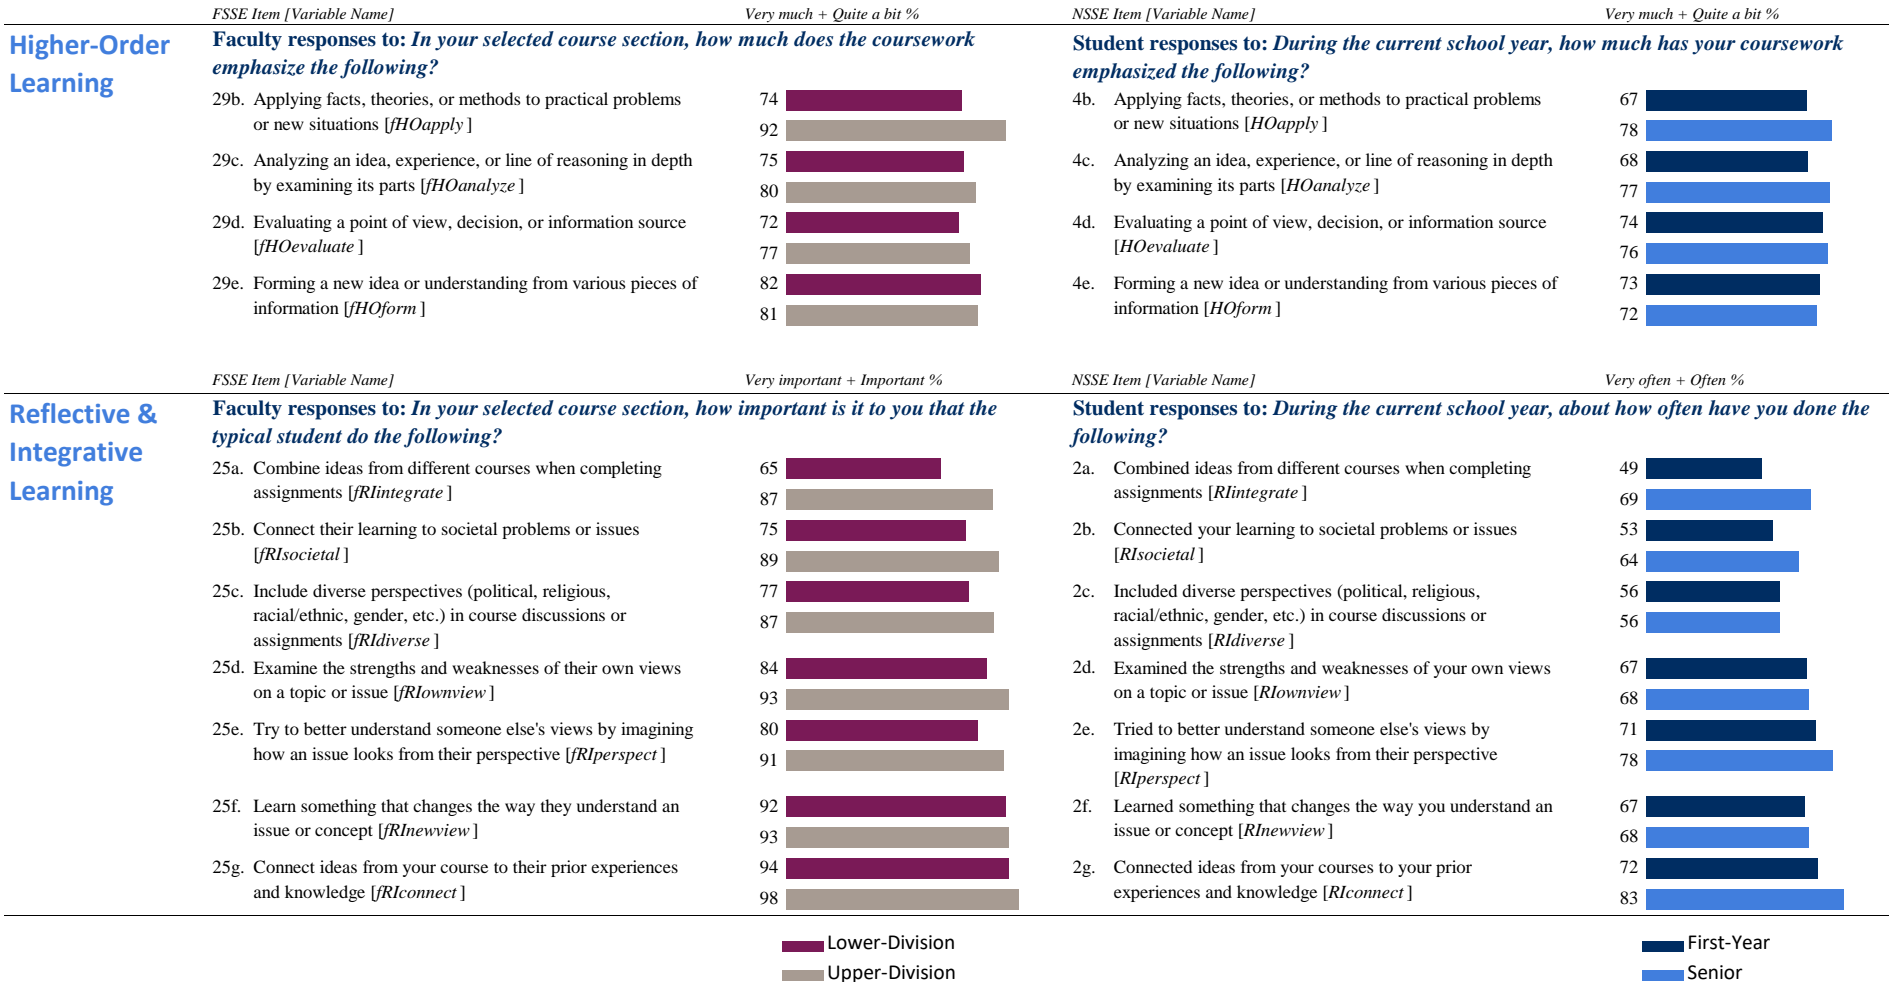 FSSE Item [Variable Name]
Very much + Quite a bit %
NSSE Item [Variable Name]
Very much + Quite a bit %
Higher-Order
Learning
Faculty responses to: In your selected course section, how much does the coursework
emphasize the following?
Student responses to: During the current school year, how much has your coursework
emphasized the following?
29b. Applying facts, theories, or methods to practical problems
or new situations [fHOapply ]
74
92
4b. Applying facts, theories, or methods to practical problems
or new situations [HOapply ]
67
78
29c. Analyzing an idea, experience, or line of reasoning in depth
by examining its parts [fHOanalyze ]
75
80
4c. Analyzing an idea, experience, or line of reasoning in depth
by examining its parts [HOanalyze ]
68
77
29d. Evaluating a point of view, decision, or information source
[fHOevaluate ]
72
77
4d. Evaluating a point of view, decision, or information source
[HOevaluate ]
74
76
29e. Forming a new idea or understanding from various pieces of
information [fHOform ]
82
81
4e. Forming a new idea or understanding from various pieces of
information [HOform ]
73
72
FSSE Item [Variable Name]
Very important + Important %
NSSE Item [Variable Name]
Very often + Often %
Reflective &
Integrative
Learning
Faculty responses to: In your selected course section, how important is it to you that the
typical student do the following?
Student responses to: During the current school year, about how often have you done the
following?
25a. Combine ideas from different courses when completing
assignments [fRIintegrate ]
65
87
2a. Combined ideas from different courses when completing
assignments [RIintegrate ]
49
69
25b. Connect their learning to societal problems or issues
[fRIsocietal ]
75
89
2b. Connected your learning to societal problems or issues
[RIsocietal ]
53
64
25c. Include diverse perspectives (political, religious,
racial/ethnic, gender, etc.) in course discussions or
assignments [fRIdiverse ]
77
87
2c. Included diverse perspectives (political, religious,
racial/ethnic, gender, etc.) in course discussions or
assignments [RIdiverse ]
56
56
25d. Examine the strengths and weaknesses of their own views
on a topic or issue [fRIownview ]
84
93
2d. Examined the strengths and weaknesses of your own views
on a topic or issue [RIownview ]
67
68
25e. Try to better understand someone else's views by imagining
how an issue looks from their perspective [fRIperspect ]
80
91
2e. Tried to better understand someone else's views by
imagining how an issue looks from their perspective
[RIperspect ]
71
78
25f. Learn something that changes the way they understand an
issue or concept [fRInewview ]
92
93
2f. Learned something that changes the way you understand an
issue or concept [RInewview ]
67
68
25g. Connect ideas from your course to their prior experiences
and knowledge [fRIconnect ]
94
98
2g. Connected ideas from your courses to your prior
experiences and knowledge [RIconnect ]
72
83
Lower-Division
Upper-Division
First-Year
Senior